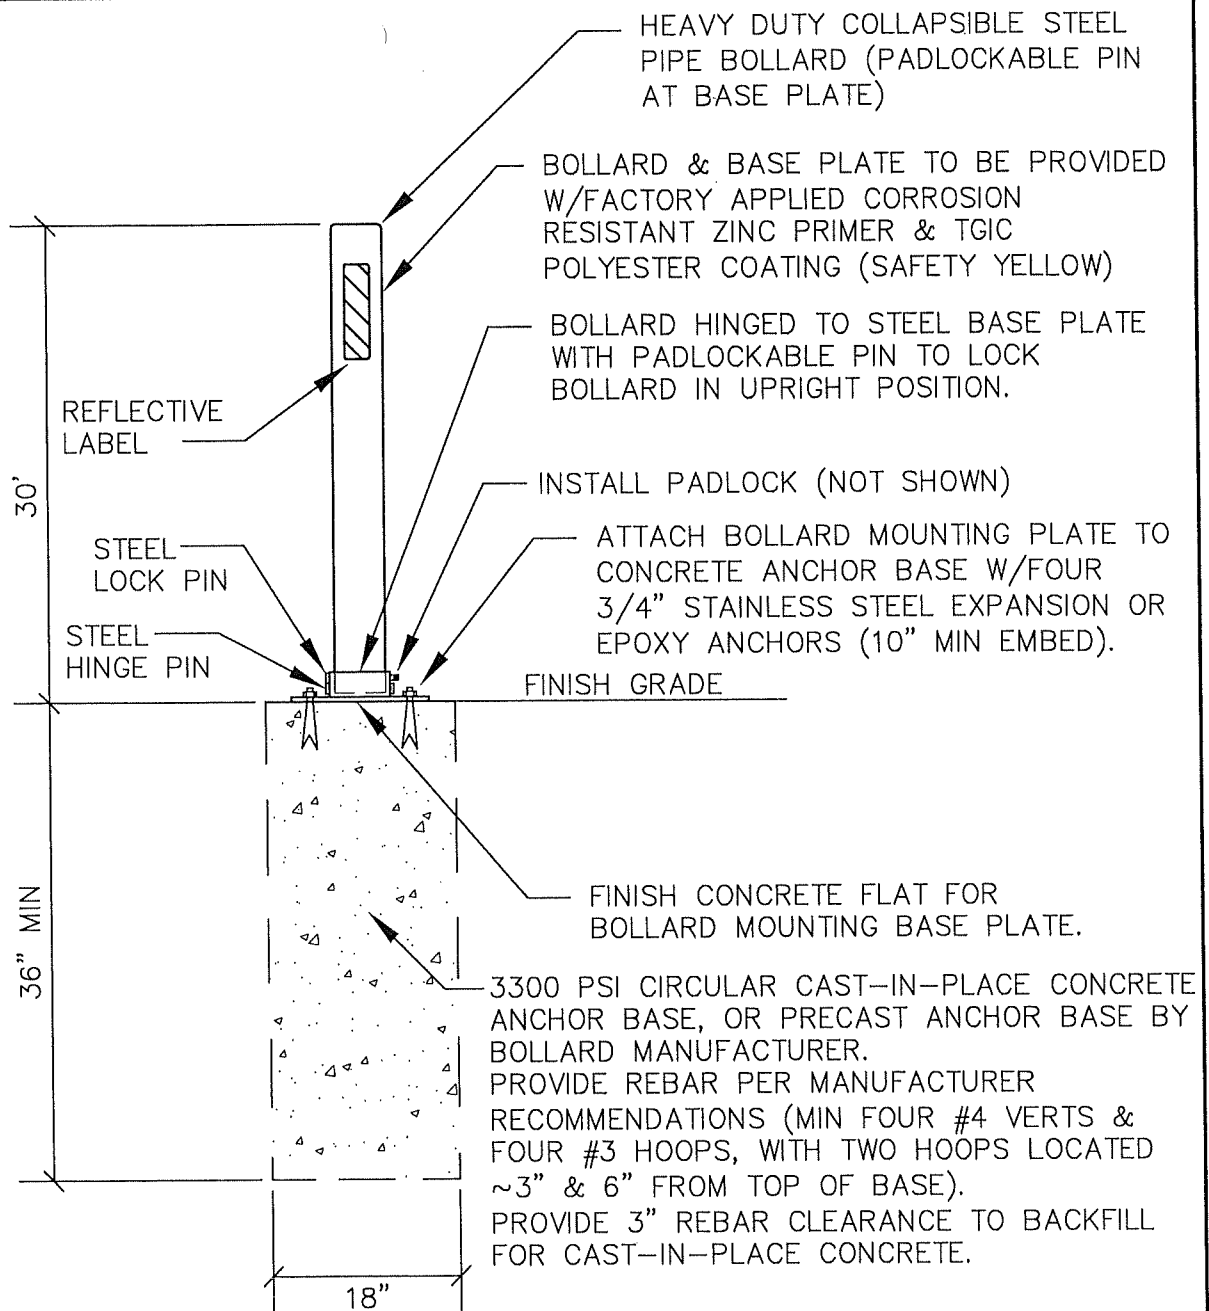 HEAVY DUTY COLLAPSIBLE STEEL
PIPE BOLLARD (PADLOCKABLE PIN
AT BASE PLATE)
BOLLARD & BASE PLATE TO BE PROVIDED
W/FACTORY APPLIED CORROSION
RESISTANT ZINC PRIMER & TGIC
POLYESTER COATING (SAFETY YELLOW)
BOLLARD HINGED TO STEEL BASE PLATE
WITH PADLOCKABLE PIN TO LOCK
BOLLARD IN UPRIGHT POSITION.
REFLECTIVE
LABEL
30'
INSTALL PADLOCK (NOT SHOWN)
STEEL
LOCK PIN
ATTACH BOLLARD MOUNTING PLATE TO
CONCRETE ANCHOR BASE W/FOUR
3/4" STAINLESS STEEL EXPANSION OR
EPOXY ANCHORS (10" MIN EMBED).
STEEL
HINGE PIN
FINISH GRADE
36" MIN
FINISH CONCRETE FLAT FOR
BOLLARD MOUNTING BASE PLATE.
3300 PSI CIRCULAR CAST-IN-PLACE CONCRETE
ANCHOR BASE, OR PRECAST ANCHOR BASE BY
BOLLARD MANUFACTURER.
PROVIDE REBAR PER MANUFACTURER
RECOMMENDATIONS (MIN FOUR #4 VERTS &
FOUR #3 HOOPS, WITH TWO HOOPS LOCATED
~3" & 6" FROM TOP OF BASE).
PROVIDE 3" REBAR CLEARANCE TO BACKFILL
FOR CAST-IN-PLACE CONCRETE.
18"